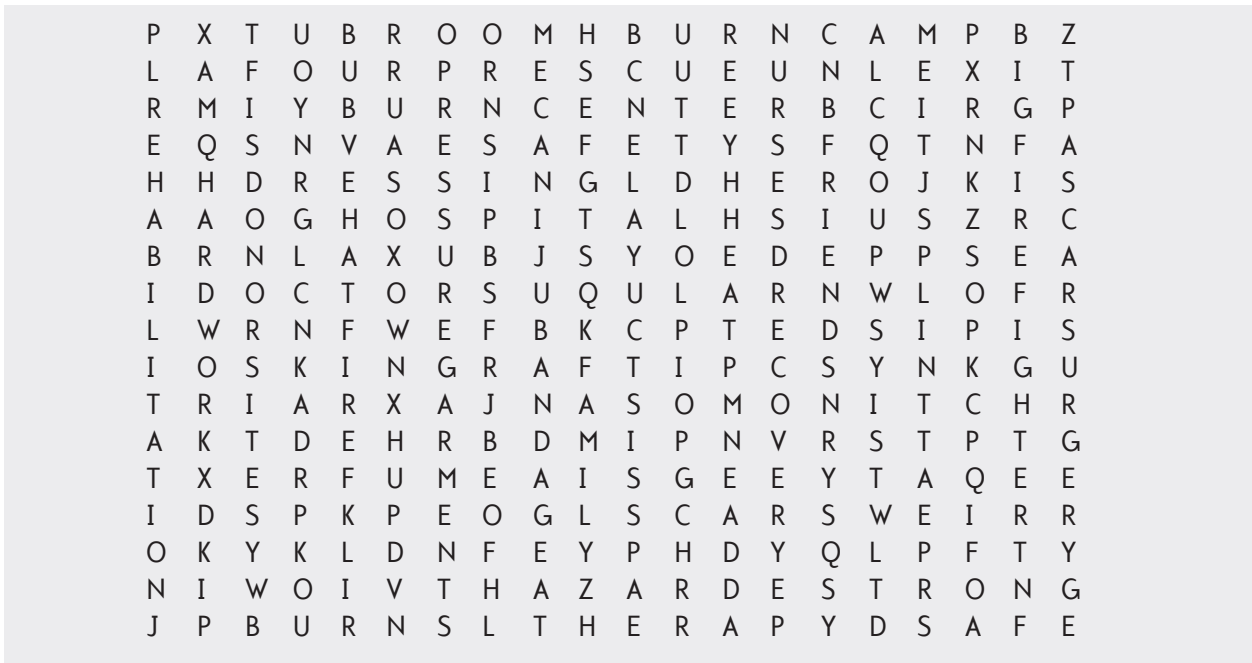 P X T U B R O O M H B U R N C A M P B Z
L A F O U R P R E S C U E U N L E X I T
R M I Y B U R N C E N T E R B C I R G P
E Q S N V A E S A F E T Y S F Q T N F A
H H D R E S S I N G L D H E R O J K I S
A A O G H O S P I T A L H S I U S Z R C
B R N L A X U B J S Y O E D E P P S E A
I D O C T O R S U Q U L A R N W L O F R
L W R N F W E F B K C P T E D S I P I S
I O S K I N G R A F T I P C S Y N K G U
T R I A R X A J N A S O M O N I T C H R
A K T D E H R B D M I P N V R S T P T G
T X E R F U M E A I S G E E Y T A Q E E
I D S P K P E O G L S C A R S W E I R R
O K Y K L D N F E Y P H D Y Q L P F T Y
N I W O I V T H A Z A R D E S T R O N G
J P B U R N S L T H E R A P Y D S A F E